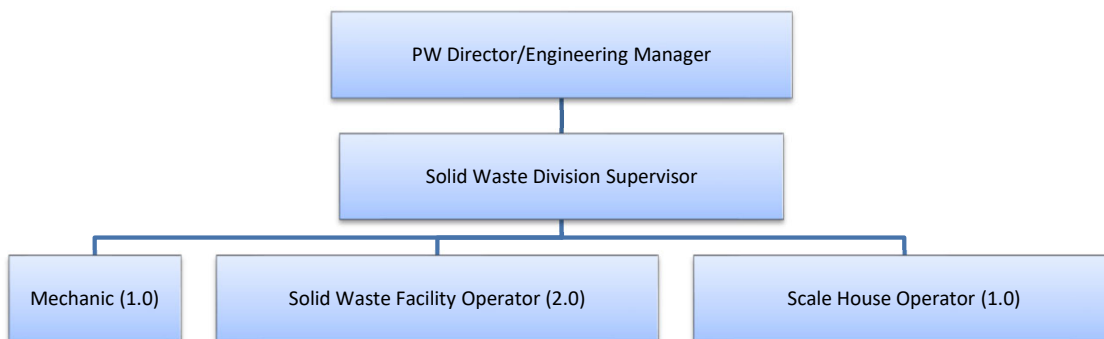 PW Director/Engineering Manager
Solid Waste Division Supervisor
Mechanic (1.0)
Solid Waste Facility Operator (2.0)
Scale House Operator (1.0)